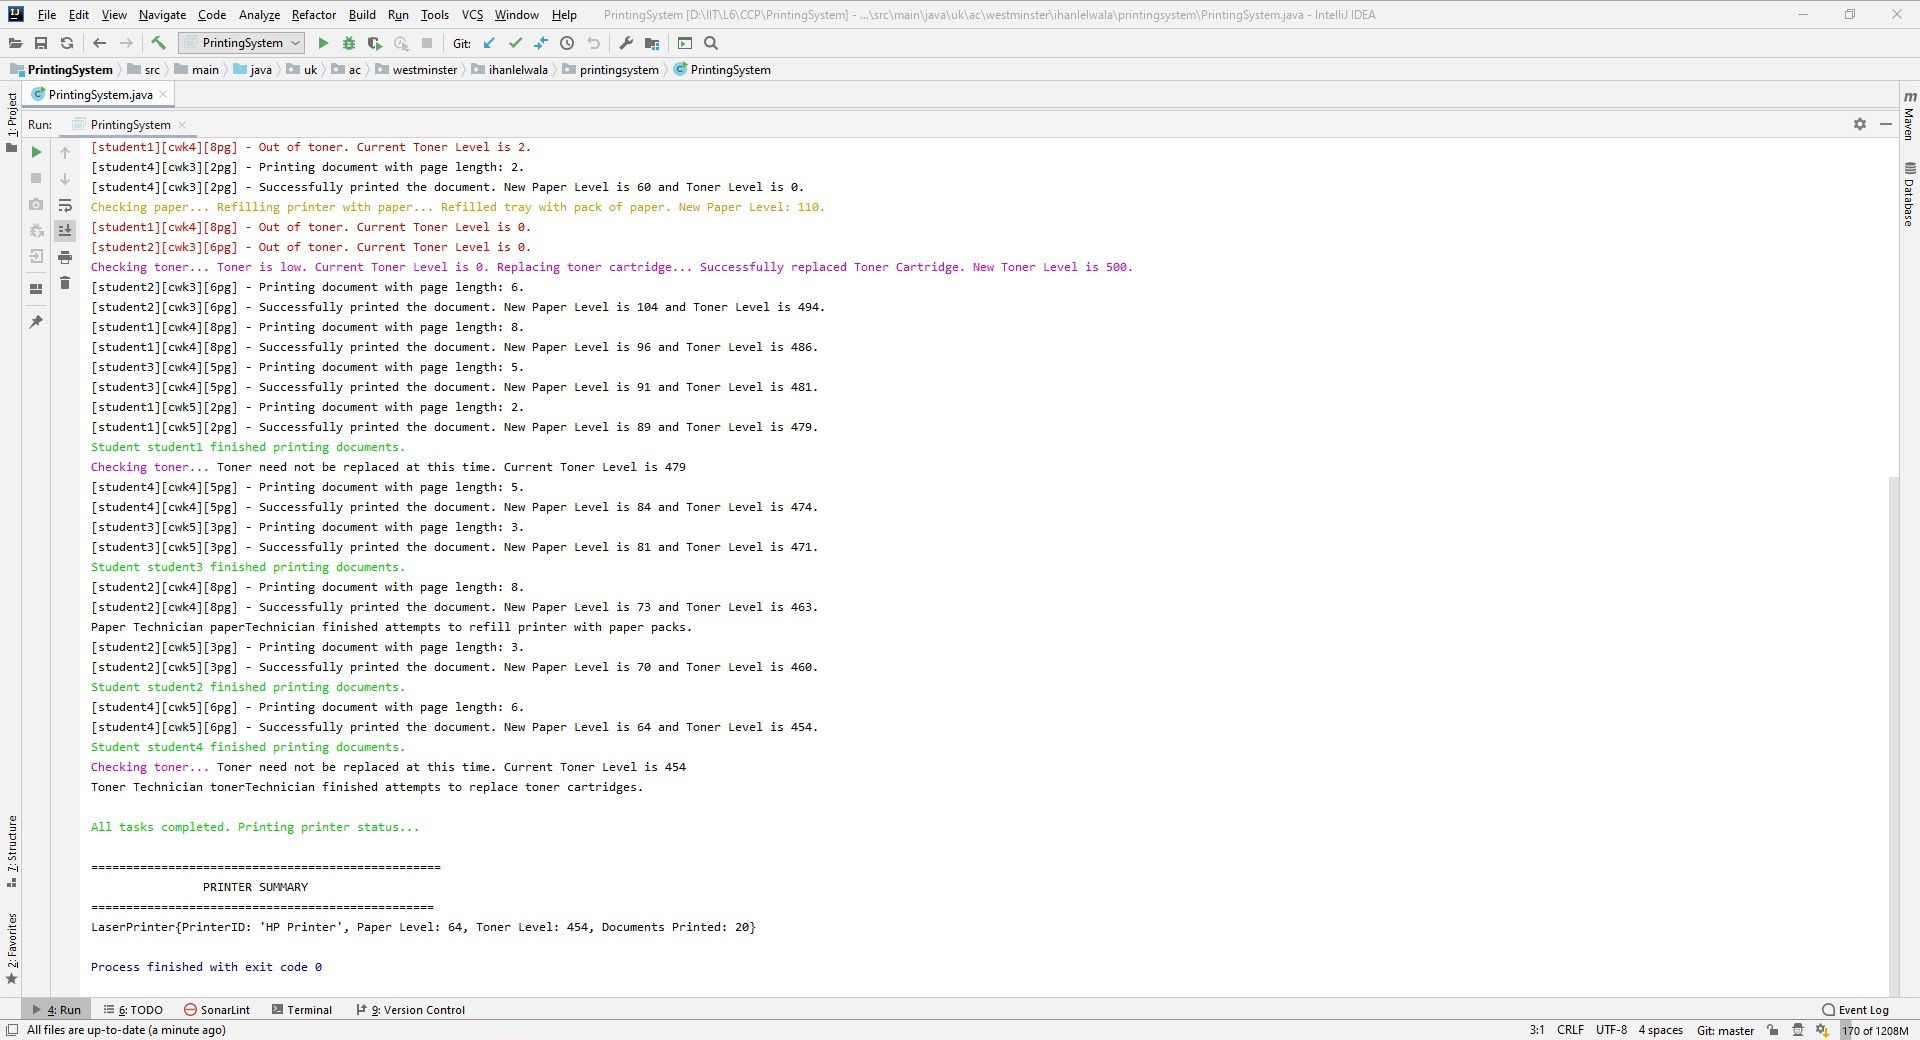 File Edit View Navigate Code Analyze Refactor Build Run Tools VCS Window Help PrintingSystem [D:\IIT\L6\CCP\PrintingSystem] - ...\src\main\java\uk\ac\westminster\ihanlelwala\printingsystem\PrintingSystem.java - IntelliJ IDEA
PrintingSystem Git:
PrintingSystem src main java uk ac westminster ihanlelwala printingsystem PrintingSystem
PrintingSystem.java
Run: PrintingSystem
1: Project
7: Structure
2: Favorites
[student1][cwk4][8pg] - Out of toner. Current Toner Level is 2.
[student4][cwk3][2pg] - Printing document with page length: 2.
[student4][cwk3][2pg] - Successfully printed the document. New Paper Level is 60 and Toner Level is 0.
Checking paper... Refilling printer with paper... Refilled tray with pack of paper. New Paper Level: 110.
[student1][cwk4][8pg] - Out of toner. Current Toner Level is 0.
[student2][cwk3][6pg] - Out of toner. Current Toner Level is 0.
Checking toner... Toner is low. Current Toner Level is 0. Replacing toner cartridge... Successfully replaced Toner Cartridge. New Toner Level is 500.
[student2][cwk3][6pg] - Printing document with page length: 6.
[student2][cwk3][6pg] - Successfully printed the document. New Paper Level is 104 and Toner Level is 494.
[student1][cwk4][8pg] - Printing document with page length: 8.
[student1][cwk4][8pg] - Successfully printed the document. New Paper Level is 96 and Toner Level is 486.
[student3][cwk4][5pg] - Printing document with page length: 5.
[student3][cwk4][5pg] - Successfully printed the document. New Paper Level is 91 and Toner Level is 481.
[student1][cwk5][2pg] - Printing document with page length: 2.
[student1][cwk5][2pg] - Successfully printed the document. New Paper Level is 89 and Toner Level is 479.
Student student1 finished printing documents.
Checking toner... Toner need not be replaced at this time. Current Toner Level is 479
[student4][cwk4][5pg] - Printing document with page length: 5.
[student4][cwk4][5pg] - Successfully printed the document. New Paper Level is 84 and Toner Level is 474.
[student3][cwk5][3pg] - Printing document with page length: 3.
[student3][cwk5][3pg] - Successfully printed the document. New Paper Level is 81 and Toner Level is 471.
Student student3 finished printing documents.
[student2][cwk4][8pg] - Printing document with page length: 8.
[student2][cwk4][8pg] - Successfully printed the document. New Paper Level is 73 and Toner Level is 463.
Paper Technician paperTechnician finished attempts to refill printer with paper packs.
[student2][cwk5][3pg] - Printing document with page length: 3.
[student2][cwk5][3pg] - Successfully printed the document. New Paper Level is 70 and Toner Level is 460.
Student student2 finished printing documents.
[student4][cwk5][6pg] - Printing document with page length: 6.
[student4][cwk5][6pg] - Successfully printed the document. New Paper Level is 64 and Toner Level is 454.
Student student4 finished printing documents.
Checking toner... Toner need not be replaced at this time. Current Toner Level is 454
Toner Technician tonerTechnician finished attempts to replace toner cartridges.
All tasks completed. Printing printer status...
==================================================
PRINTER SUMMARY
=================================================
LaserPrinter{PrinterID: 'HP Printer', Paper Level: 64, Toner Level: 454, Documents Printed: 20}
Process finished with exit code 0
m Maven
Database
4: Run 6: TODO SonarLint Terminal 9: Version Control Event Log
All files are up-to-date (a minute ago) 3:1 CRLF UTF-8 4 spaces Git: master 170 of 1208M